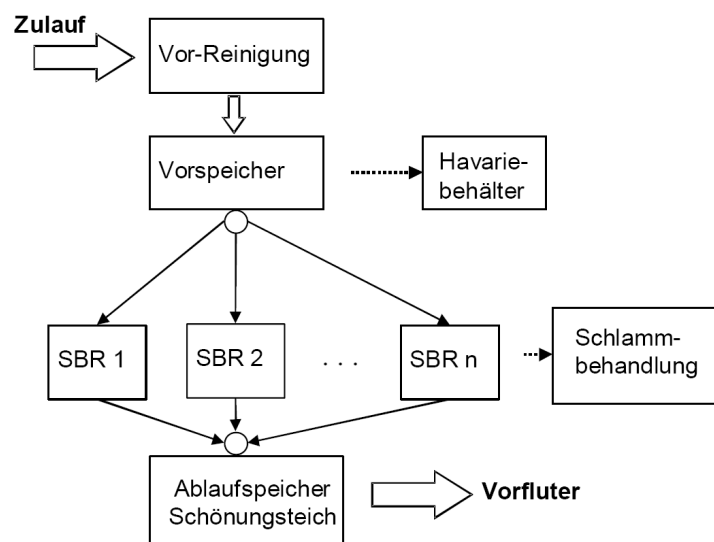 Zulauf
Vor-Reinigung
Vorspeicher
Havarie-
behälter
SBR 1
SBR 2
. . .
SBR n
Schlamm-
behandlung
Ablaufspeicher
Schönungsteich
Vorfluter